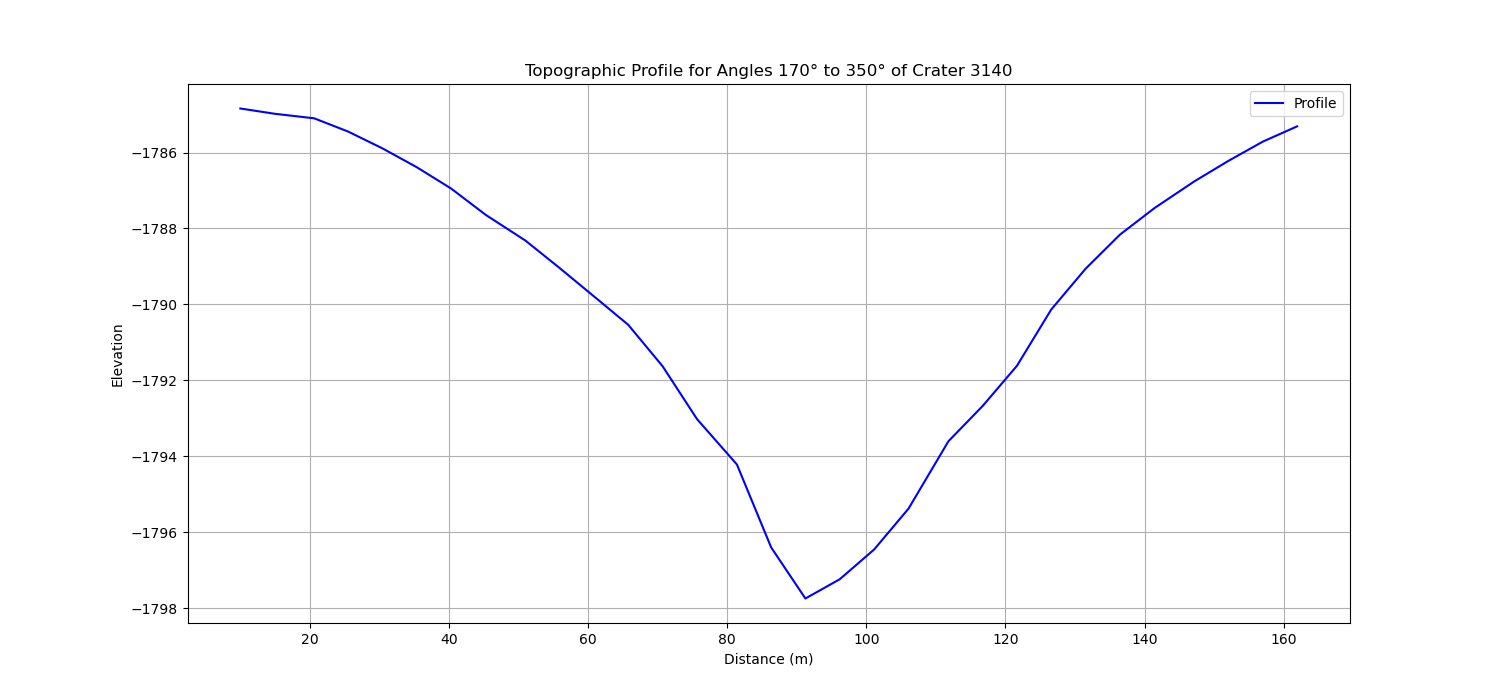 Topographic Profile for Angles 170° to 350° of Crater 3140
Profile
−1786
−1788
−1790
−1792
−1794
−1796
−1798
Elevation
20 40 60 80 100 120 140 160
Distance (m)